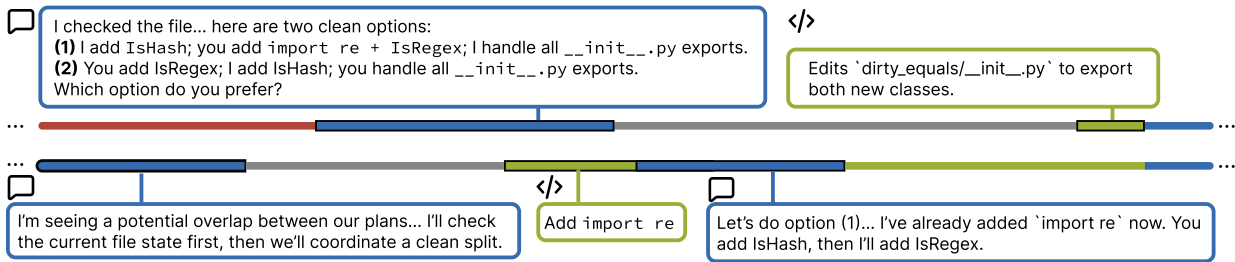 I checked the file... here are two clean options:
(1) I add IsHash; you add import re + IsRegex; I handle all __init__.py exports.
(2) You add IsRegex; I add IsHash; you handle all __init__.py exports.
Which option do you prefer?
</>
Edits `dirty_equals/__init__.py` to export
both new classes.
...
...
...
...
</>
I'm seeing a potential overlap between our plans... I'll check
the current file state first, then we'll coordinate a clean split.
Add import re
Let's do option (1)... I've already added `import re` now. You
add IsHash, then I'll add IsRegex.